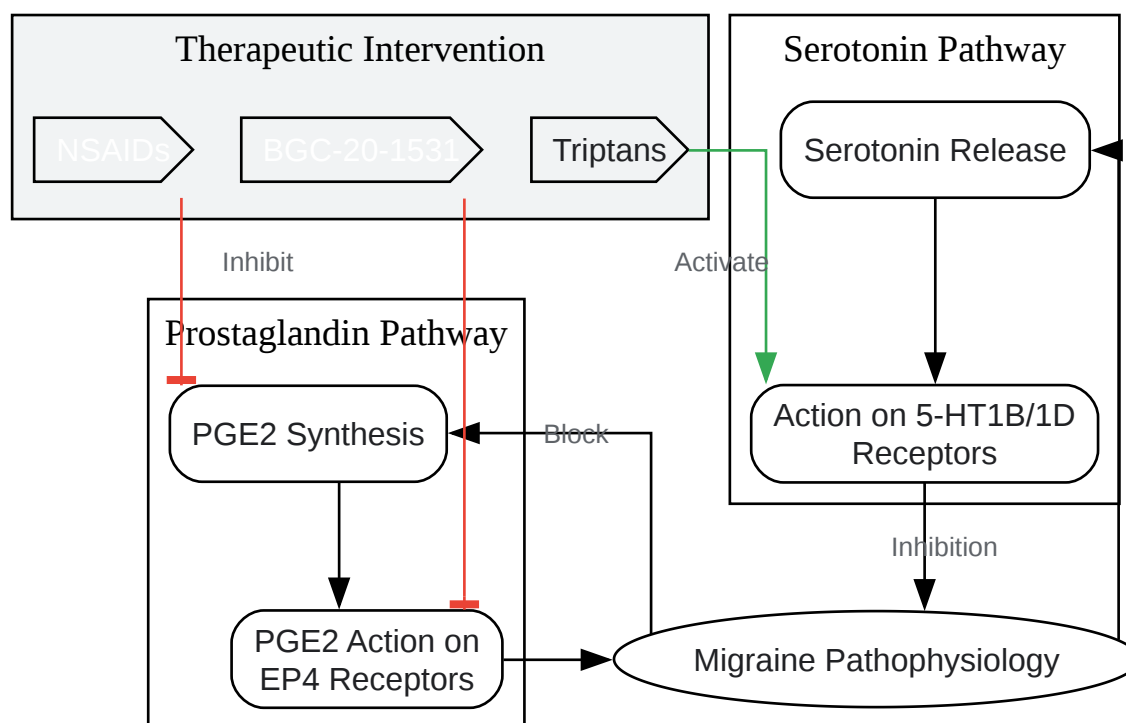 Therapeutic Intervention
Serotonin Pathway
NSAIDs
BGC-20-1531
Triptans
Serotonin Release
Inhibit
Activate
Prostaglandin Pathway
PGE2 Synthesis
Block
Action on 5-HT1B/1D
Receptors
Inhibition
PGE2 Action on
EP4 Receptors
Migraine Pathophysiology